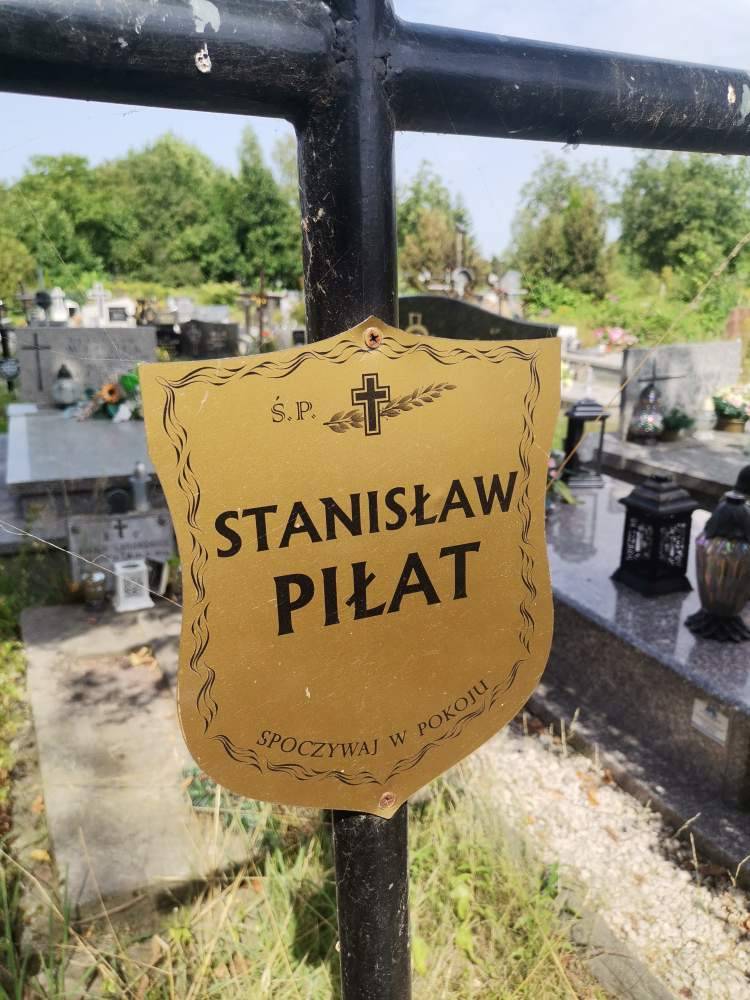 Ś.P.
STANISŁAW
PIŁAT
SPOCZYWAJ W POKOJU